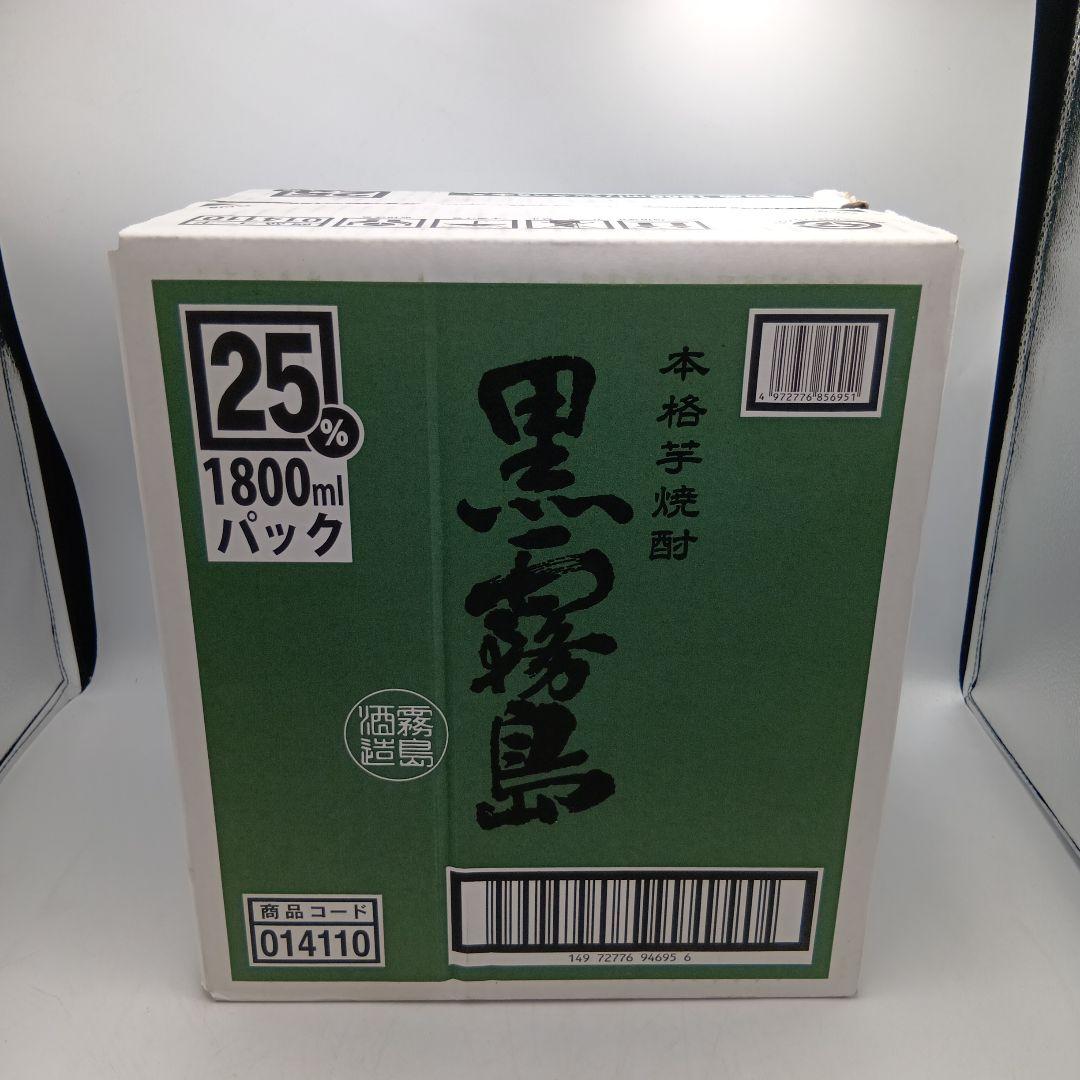 014110
25%
1800ml
パック
本格芋焼酎
黒霧島
霧島
酒造
4 972776 856951
商品コード
014110
149 72776 94695 6